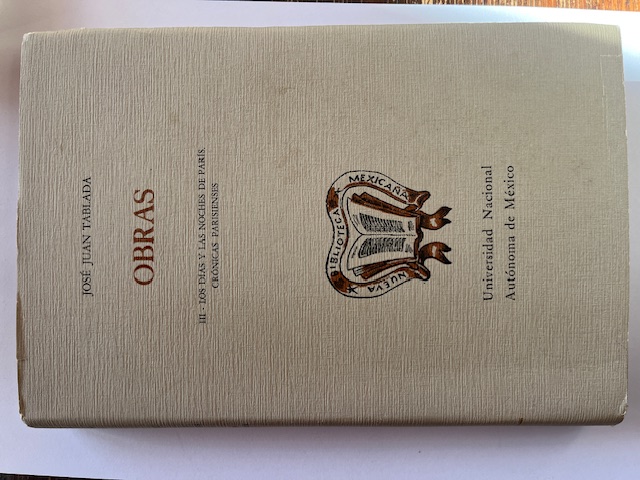 JOSÉ JUAN TABLADA
OBRAS
III - LOS DÍAS Y LAS NOCHES DE PARÍS.
CRÓNICAS PARISIENSES
NUEVA BIBLIOTECA MEXICANA
Universidad Nacional
Autónoma de México